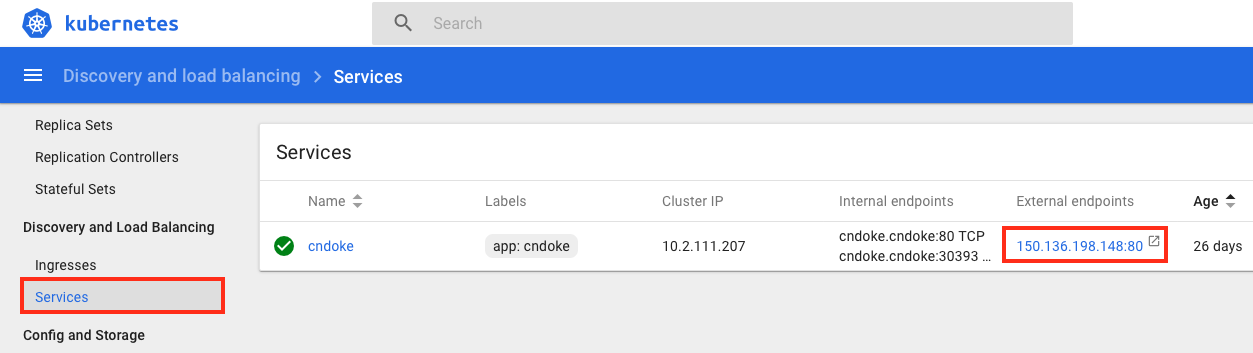 kubernetes
Search
Discovery and load balancing > Services
Replica Sets
Replication Controllers
Stateful Sets
Discovery and Load Balancing
Ingresses
Services
Config and Storage
Services
Name Labels Cluster IP Internal endpoints External endpoints Age
cndoke app: cndoke 10.2.111.207 cndoke.cndoke:80 TCP 150.136.198.148:80 26 days
cndoke.cndoke:30393 …